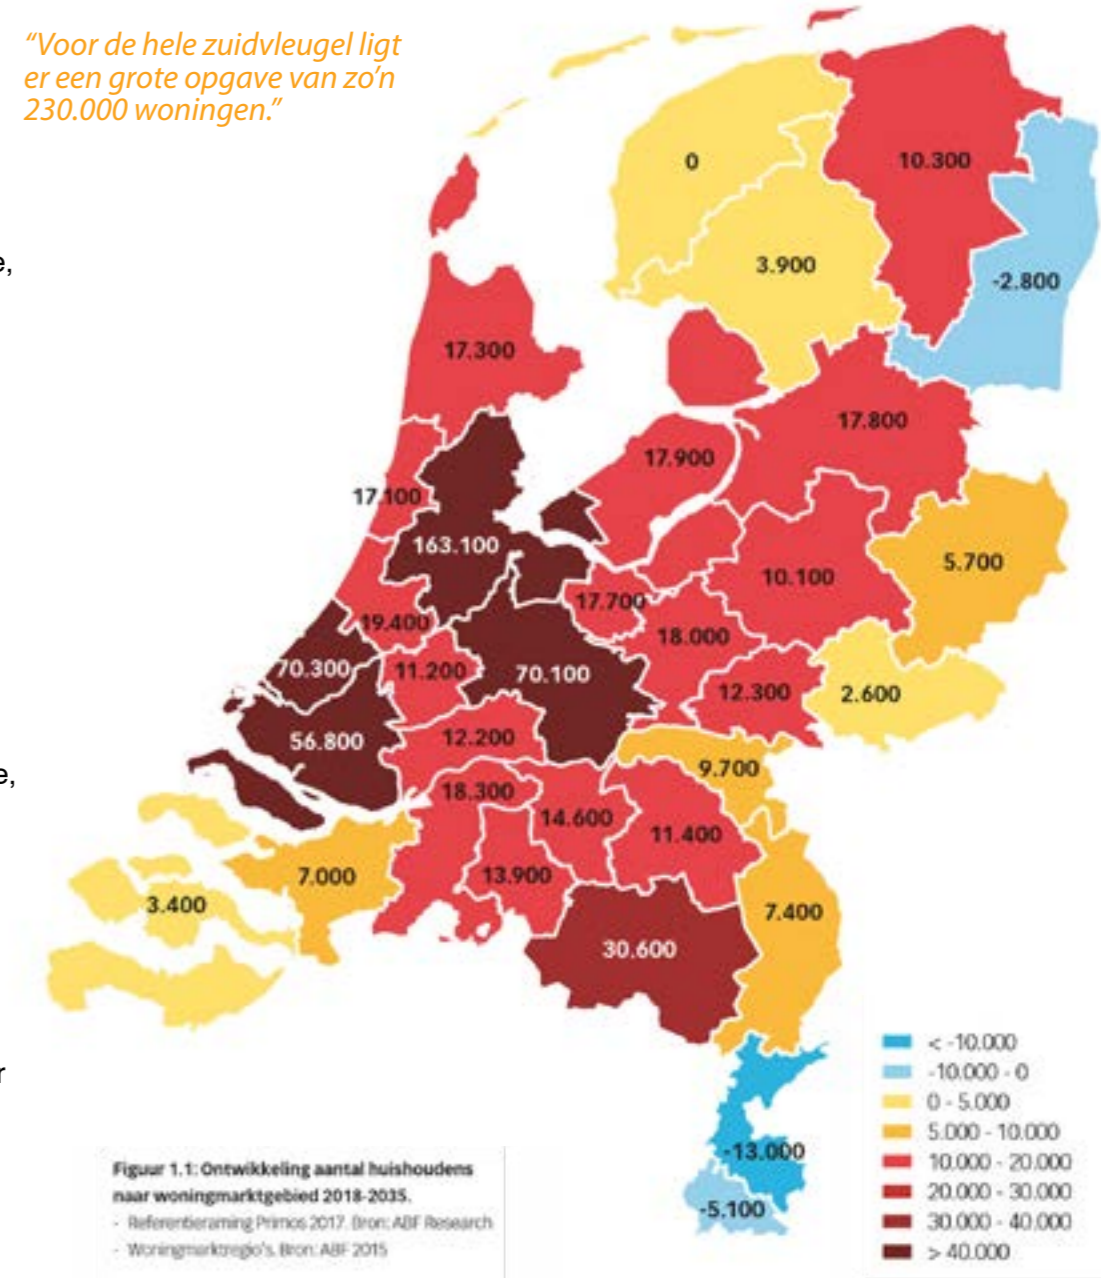 “Voor de hele zuidvleugel ligt
er een grote opgave van zo’n
230.000 woningen.”
e,
e,
r
0
10.300
3.900
-2.800
17.300
17.800
17.900
17.100
163.100
5.700
10.100
17.700
19.400
18.000
70.300
11.200
70.100
12.300
2.600
56.800
12.200
9.700
18.300
14.600
11.400
7.000
13.900
3.400
7.400
30.600
-13.000
-5.100
< -10.000
-10.000 - 0
0 - 5.000
5.000 - 10.000
10.000 - 20.000
20.000 - 30.000
30.000 - 40.000
> 40.000
Figuur 1.1: Ontwikkeling aantal huishoudens
naar woningmarktgebied 2018-2035.
- Referentieraming Primos 2017. Bron: ABF Research
- Woningmarktregio's. Bron: ABF 2015